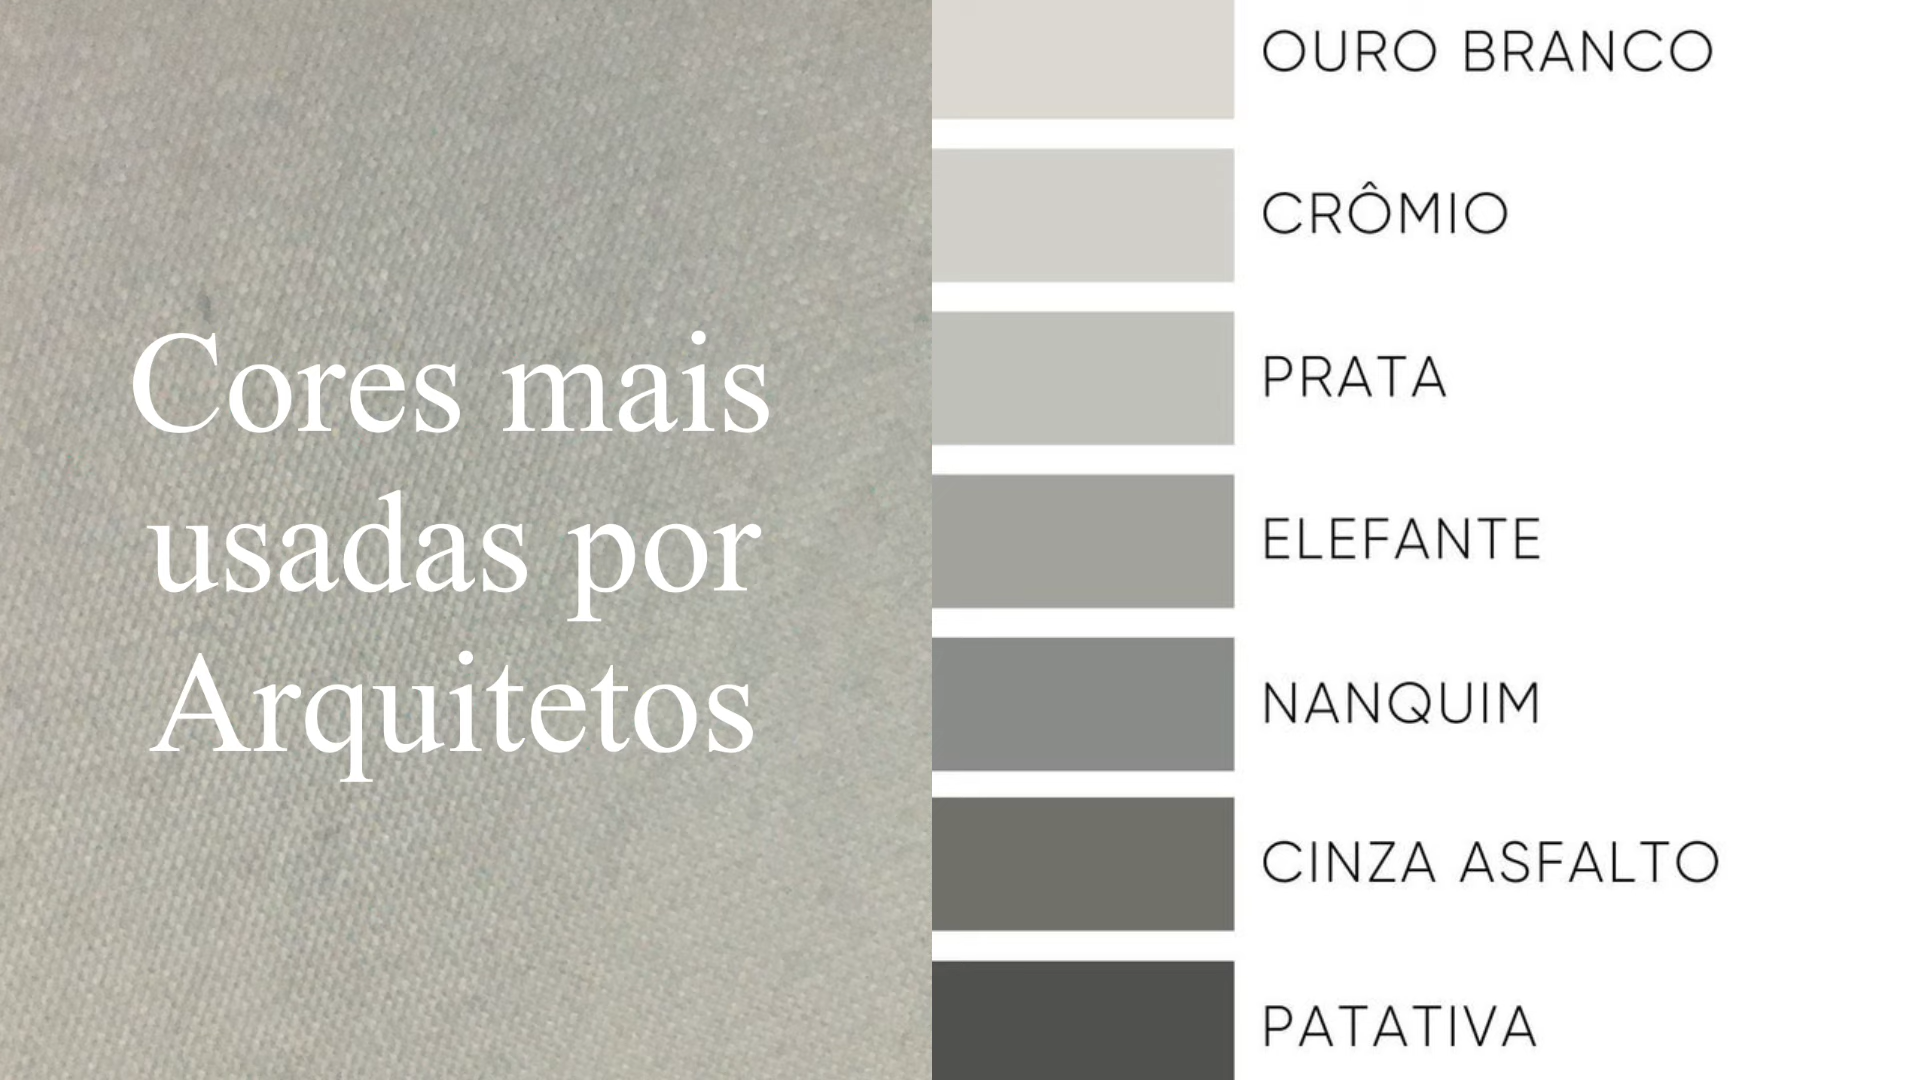 Cores mais
usadas por
Arquitetos
OURO BRANCO
CRÔMIO
PRATA
ELEFANTE
NANQUIM
CINZA ASFALTO
PATATIVA